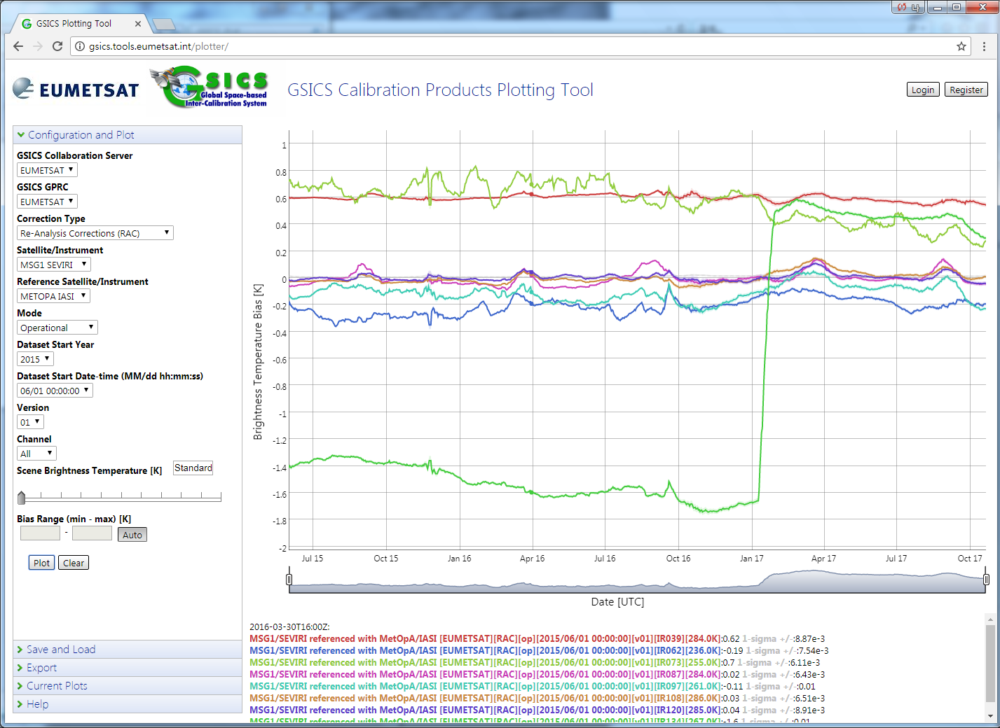 GSICS Plotting Tool
gsics.tools.eumetsat.int/plotter/
EUMETSAT
GSICS
Global Space-based
Inter-Calibration System
GSICS Calibration Products Plotting Tool
Login
Register
Configuration and Plot
GSICS Collaboration Server
EUMETSAT
GSICS GPRC
EUMETSAT
Correction Type
Re-Analysis Corrections (RAC)
Satellite/Instrument
MSG1 SEVIRI
Reference Satellite/Instrument
METOPA IASI
Mode
Operational
Dataset Start Year
2015
Dataset Start Date-time (MM/dd hh:mm:ss)
06/01 00:00:00
Version
01
Channel
All
Scene Brightness Temperature [K] Standard
Bias Range (min - max) [K]
- Auto
Plot Clear
Save and Load
Export
Current Plots
Help
Brightness Temperature Bias [K]
1
0.8
0.6
0.4
0.2
0
-0.2
-0.4
-0.6
-0.8
-1
-1.2
-1.4
-1.6
-1.8
-2
Jul 15 Oct 15 Jan 16 Apr 16 Jul 16 Oct 16 Jan 17 Apr 17 Jul 17 Oct 17
Date [UTC]
2016-03-30T16:00Z:
MSG1/SEVIRI referenced with MetOpA/IASI [EUMETSAT][RAC][op][2015/06/01 00:00:00][v01][IR039][284.0K]:0.62 1-sigma +/-:8.87e-3
MSG1/SEVIRI referenced with MetOpA/IASI [EUMETSAT][RAC][op][2015/06/01 00:00:00][v01][IR062][236.0K]:-0.19 1-sigma +/-:7.54e-3
MSG1/SEVIRI referenced with MetOpA/IASI [EUMETSAT][RAC][op][2015/06/01 00:00:00][v01][IR073][255.0K]:0.7 1-sigma +/-:6.11e-3
MSG1/SEVIRI referenced with MetOpA/IASI [EUMETSAT][RAC][op][2015/06/01 00:00:00][v01][IR087][284.0K]:0.02 1-sigma +/-:6.43e-3
MSG1/SEVIRI referenced with MetOpA/IASI [EUMETSAT][RAC][op][2015/06/01 00:00:00][v01][IR097][261.0K]:-0.11 1-sigma +/-:0.01
MSG1/SEVIRI referenced with MetOpA/IASI [EUMETSAT][RAC][op][2015/06/01 00:00:00][v01][IR108][286.0K]:0.03 1-sigma +/-:6.51e-3
MSG1/SEVIRI referenced with MetOpA/IASI [EUMETSAT][RAC][op][2015/06/01 00:00:00][v01][IR120][285.0K]:0.04 1-sigma +/-:8.91e-3
MSG1/SEVIRI referenced with MetOpA/IASI [EUMETSAT][RAC][op][2015/06/01 00:00:00][v01][IR134][267.0K]:-1.6 1-sigma +/-:0.01